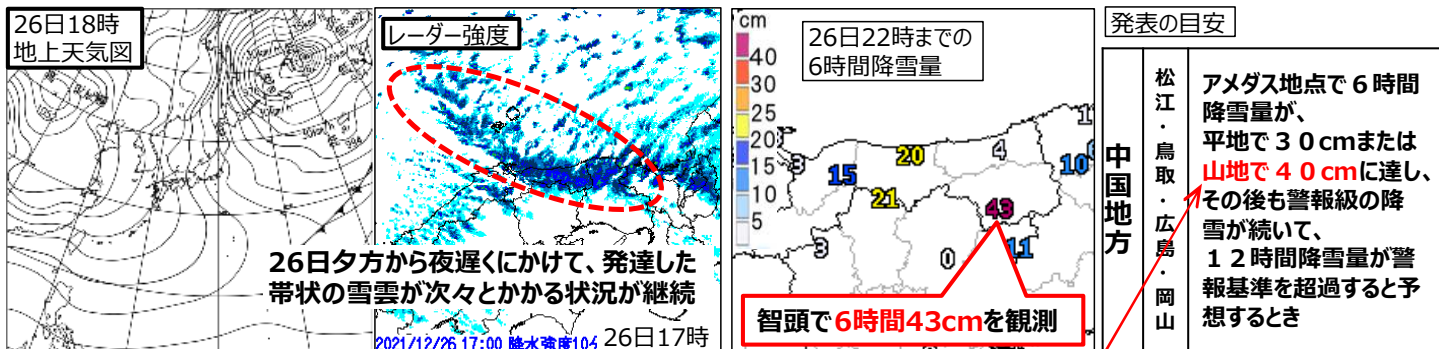 26日18時
地上天気図
レーダー強度
26日夕方から夜遅くにかけて、発達した
帯状の雪雲が次々とかかる状況が継続
2021/12/26 17:00 降水強度10分
26日17時
cm
40
30
25
20
15
10
5
26日22時までの
6時間降雪量
1
3
15
20
4
10
21
43
3
0
11
智頭で6時間43cmを観測
発表の目安
中国地方
松江・鳥取・広島・岡山
アメダス地点で6時間
降雪量が、
平地で30cmまたは
山地で40cmに達し、
その後も警報級の降
雪が続いて、
12時間降雪量が警
報基準を超過すると予
想するとき